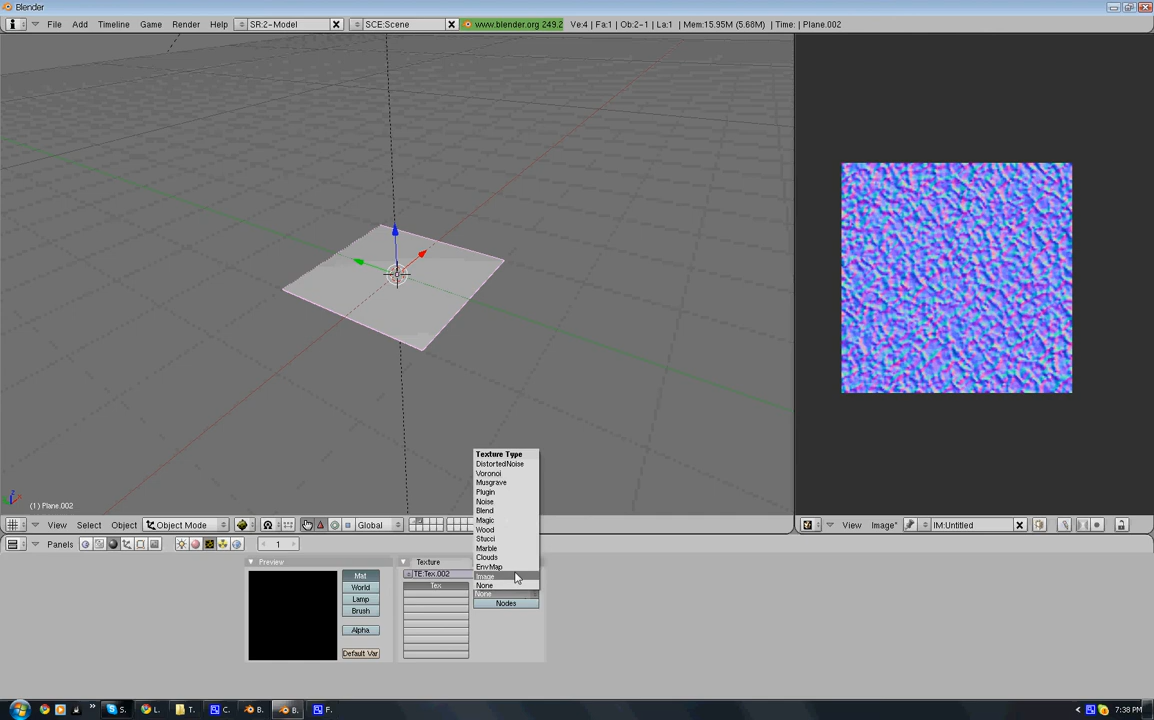 Blender
File Add Timeline Game Render Help SR:2-Model SCE:Scene www.blender.org 249.2 Ve:4 | Fa:1 | Ob:2-1 | La:1 | Mem:15.95M (5.68M) | Time: | Plane.002
(1) Plane.002
View Select Object Object Mode Global
View Image* IM:Untitled
Panels 1
Preview
Mat
World
Lamp
Brush
Alpha
Default Var
Texture
TE:Tex.002
Tex
Texture Type
DistortedNoise
Voronoi
Musgrave
Plugin
Noise
Blend
Magic
Wood
Stucci
Marble
Clouds
EnvMap
Image
None
None
Nodes
S. L. T. C. B. B. F. 7:38 PM